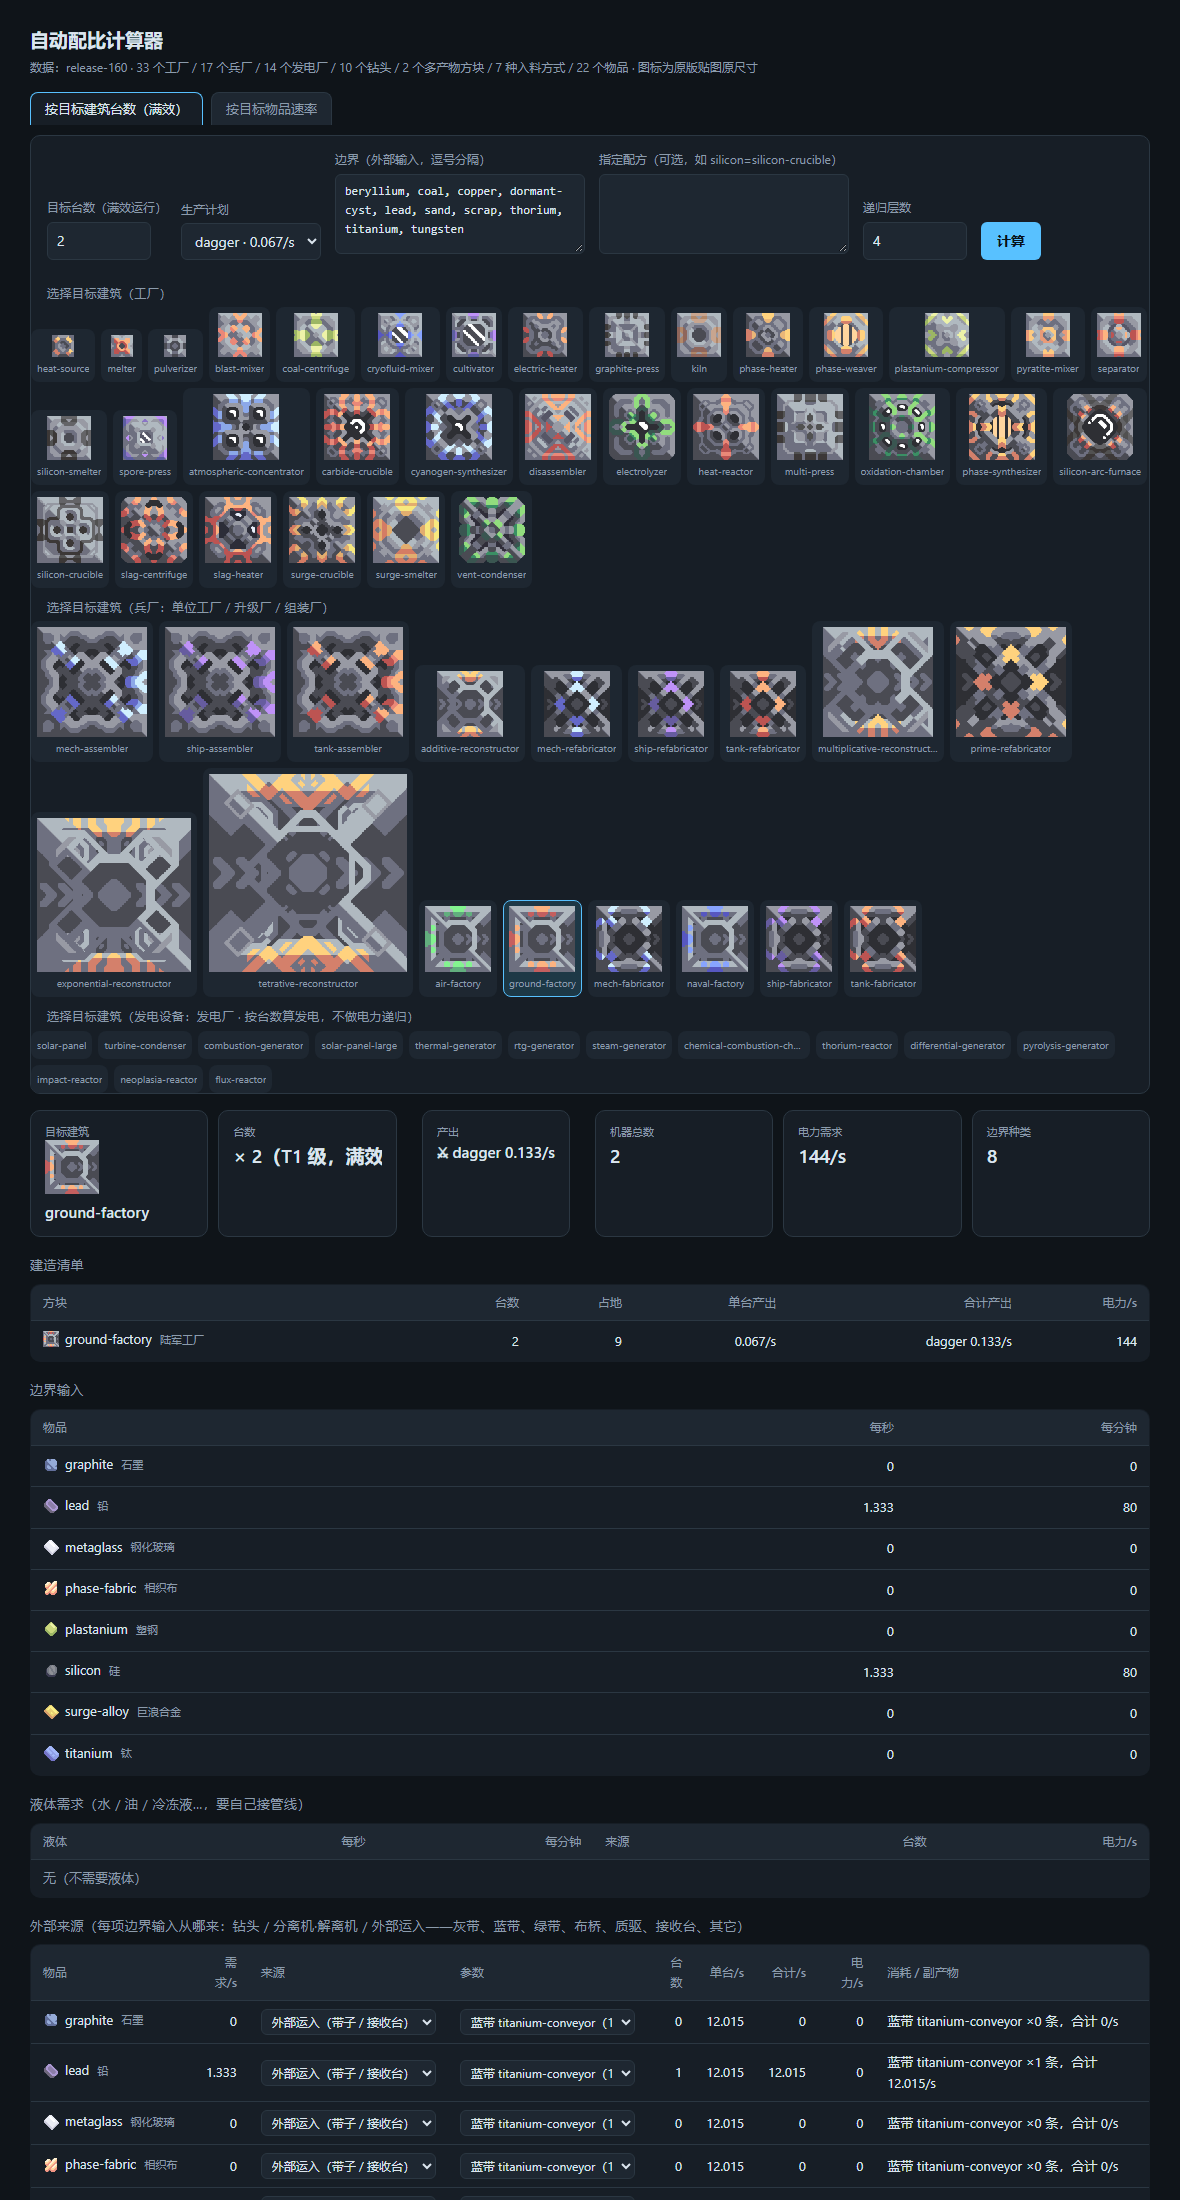 自动配比计算器
数据：release-160 · 33 个工厂 / 17 个兵厂 / 14 个发电厂 / 10 个钻头 / 2 个多产物方块 / 7 种入料方式 / 22 个物品 · 图标为原版贴图原尺寸
按目标建筑台数（满效） 按目标物品速率
目标台数（满效运行） 生产计划 边界（外部输入，逗号分隔） 指定配方（可选，如 silicon=silicon-crucible） 递归层数
2 dagger · 0.067/s
beryllium, coal, copper, dormant-
cyst, lead, sand, scrap, thorium,
titanium, tungsten
4 计算
选择目标建筑（工厂）
heat-source melter pulverizer blast-mixer coal-centrifuge cryofluid-mixer cultivator electric-heater graphite-press kiln phase-heater phase-weaver plastanium-compressor pyratite-mixer separator
silicon-smelter spore-press atmospheric-concentrator carbide-crucible cyanogen-synthesizer disassembler electrolyzer heat-reactor multi-press oxidation-chamber phase-synthesizer silicon-arc-furnace
silicon-crucible slag-centrifuge slag-heater surge-crucible surge-smelter vent-condenser
选择目标建筑（兵厂：单位工厂 / 升级厂 / 组装厂）
mech-assembler ship-assembler tank-assembler additive-reconstructor mech-refabricator ship-refabricator tank-refabricator multiplicative-reconstruct... prime-refabricator
exponential-reconstructor tetrative-reconstructor air-factory ground-factory mech-fabricator naval-factory ship-fabricator tank-fabricator
选择目标建筑（发电设备：发电厂 · 按台数算发电，不做电力递归）
solar-panel turbine-condenser combustion-generator solar-panel-large thermal-generator rtg-generator steam-generator chemical-combustion-ch... thorium-reactor differential-generator pyrolysis-generator
impact-reactor neoplasia-reactor flux-reactor
目标建筑 台数 产出 机器总数 电力需求 边界种类
× 2（T1 级，满效 dagger 0.133/s 2 144/s 8
ground-factory
建造清单
方块 台数 占地 单台产出 合计产出 电力/s
ground-factory 陆军工厂 2 9 0.067/s dagger 0.133/s 144
边界输入
物品 每秒 每分钟
graphite 石墨 0 0
lead 铅 1.333 80
metaglass 钢化玻璃 0 0
phase-fabric 相织布 0 0
plastanium 塑钢 0 0
silicon 硅 1.333 80
surge-alloy 巨浪合金 0 0
titanium 钛 0 0
液体需求（水 / 油 / 冷冻液...，要自己接管线）
液体 每秒 每分钟 来源 台数 电力/s
无（不需要液体）
外部来源（每项边界输入从哪来：钻头 / 分离机·解离机 / 外部运入——灰带、蓝带、绿带、布桥、质驱、接收台、其它）
物品 需求/s 来源 参数 台数 单台/s 合计/s 电力/s 消耗 / 副产物
graphite 石墨 0 外部运入（带子 / 接收台） 蓝带 titanium-conveyor（1 0 12.015 0 0 蓝带 titanium-conveyor ×0 条，合计 0/s
lead 铅 1.333 外部运入（带子 / 接收台） 蓝带 titanium-conveyor（1 1 12.015 12.015 0 蓝带 titanium-conveyor ×1 条，合计
12.015/s
metaglass 钢化玻璃 0 外部运入（带子 / 接收台） 蓝带 titanium-conveyor（1 0 12.015 0 0 蓝带 titanium-conveyor ×0 条，合计 0/s
phase-fabric 相织布 0 外部运入（带子 / 接收台） 蓝带 titanium-conveyor（1 0 12.015 0 0 蓝带 titanium-conveyor ×0 条，合计 0/s